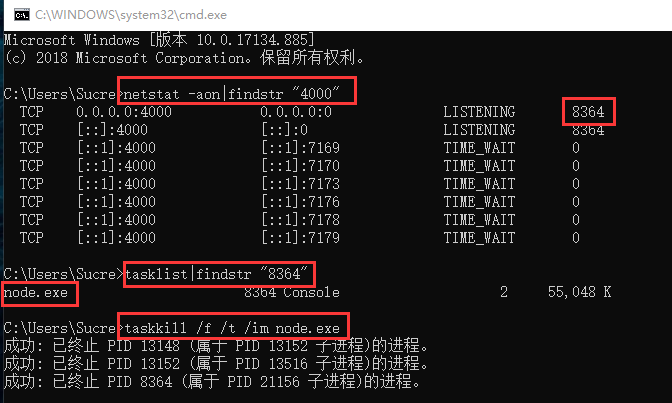 C:\WINDOWS\system32\cmd.exe
Microsoft Windows [版本 10.0.17134.885]
(c) 2018 Microsoft Corporation。保留所有权利。
C:\Users\Sucre>netstat -aon|findstr "4000"
TCP 0.0.0.0:4000 0.0.0.0:0 LISTENING 8364
TCP [::]:4000 [::]:0 LISTENING 8364
TCP [::1]:4000 [::1]:7169 TIME_WAIT 0
TCP [::1]:4000 [::1]:7170 TIME_WAIT 0
TCP [::1]:4000 [::1]:7173 TIME_WAIT 0
TCP [::1]:4000 [::1]:7176 TIME_WAIT 0
TCP [::1]:4000 [::1]:7178 TIME_WAIT 0
TCP [::1]:4000 [::1]:7179 TIME_WAIT 0
C:\Users\Sucre>tasklist|findstr "8364"
node.exe 8364 Console 2 55,048 K
C:\Users\Sucre>taskkill /f /t /im node.exe
成功: 已终止 PID 13148 (属于 PID 13152 子进程)的进程。
成功: 已终止 PID 13152 (属于 PID 13516 子进程)的进程。
成功: 已终止 PID 8364 (属于 PID 21156 子进程)的进程。